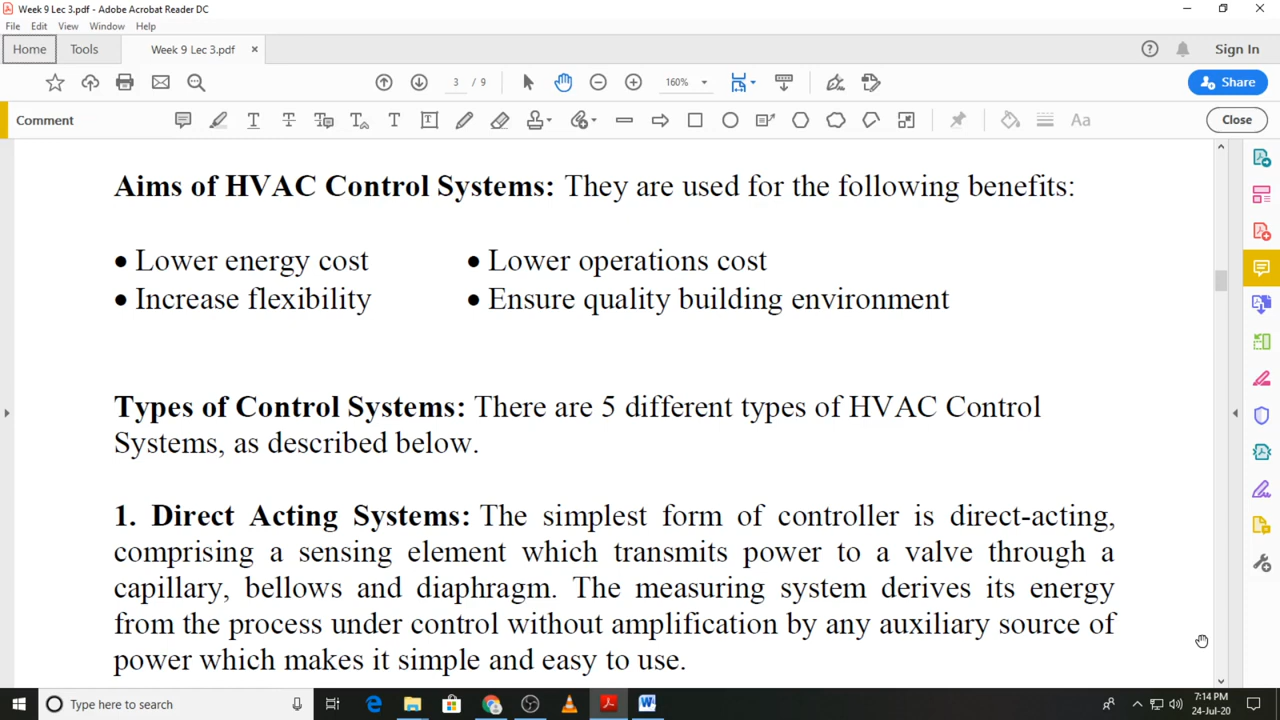 Week 9 Lec 3.pdf - Adobe Acrobat Reader DC
File Edit View Window Help
Home Tools Week 9 Lec 3.pdf × Sign In
3 / 9 160% Share
Comment Aa Close
Aims of HVAC Control Systems: They are used for the following benefits:
• Lower energy cost • Lower operations cost
• Increase flexibility • Ensure quality building environment
Types of Control Systems: There are 5 different types of HVAC Control
Systems, as described below.
1. Direct Acting Systems: The simplest form of controller is direct-acting,
comprising a sensing element which transmits power to a valve through a
capillary, bellows and diaphragm. The measuring system derives its energy
from the process under control without amplification by any auxiliary source of
power which makes it simple and easy to use.
Type here to search
7:14 PM
24-Jul-20